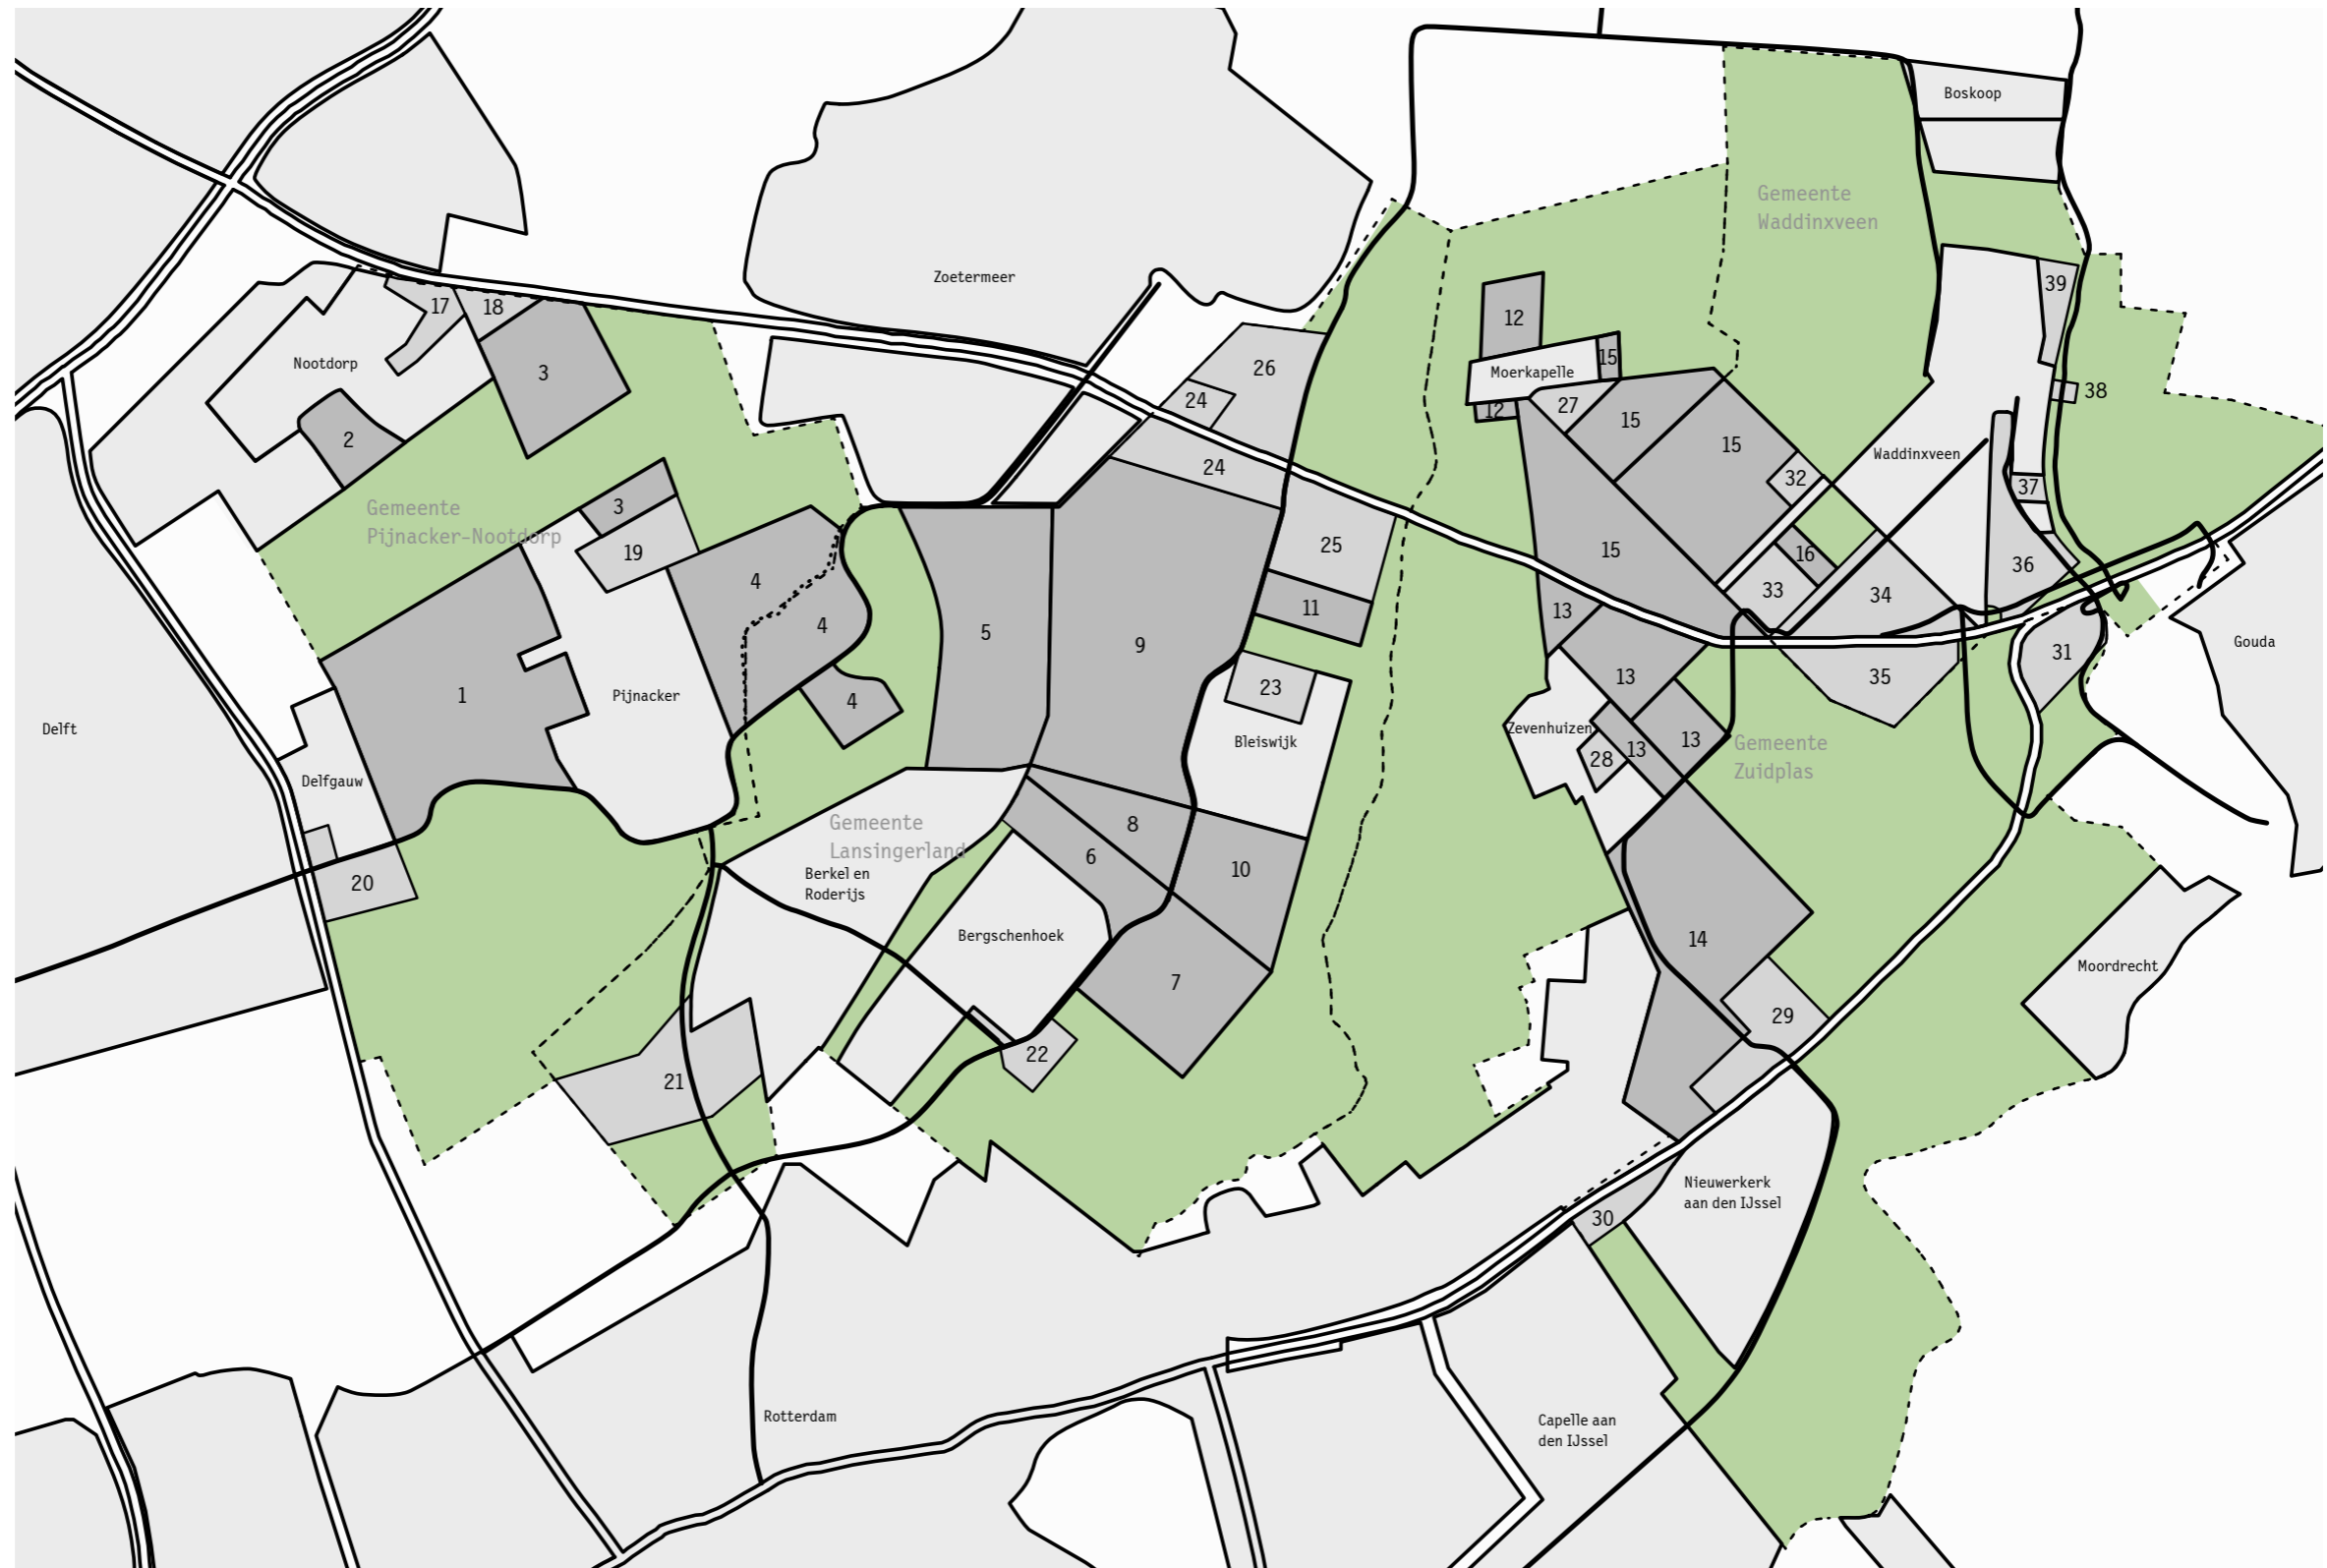 Boskoop
Gemeente
Waddinxveen
Zoetermeer
39
17
18
12
Nootdorp
3
26
Moerkapelle
15
24
38
12
27
15
2
15
Waddinxveen
24
32
37
Gemeente
Pijnacker-Nootdorp
3
19
25
15
16
36
4
33
34
11
13
4
5
9
Gouda
31
1
Pijnacker
4
23
13
35
Delft
Zevenhuizen
Bleiswijk
13
13
28
Gemeente
Zuidplas
Delfgauw
Gemeente
Lansingerland
8
6
10
Berkel en
Roderijs
20
Bergschenhoek
14
Moordrecht
7
29
22
21
Nieuwerkerk
aan den IJssel
30
Rotterdam
Capelle aan
den IJssel